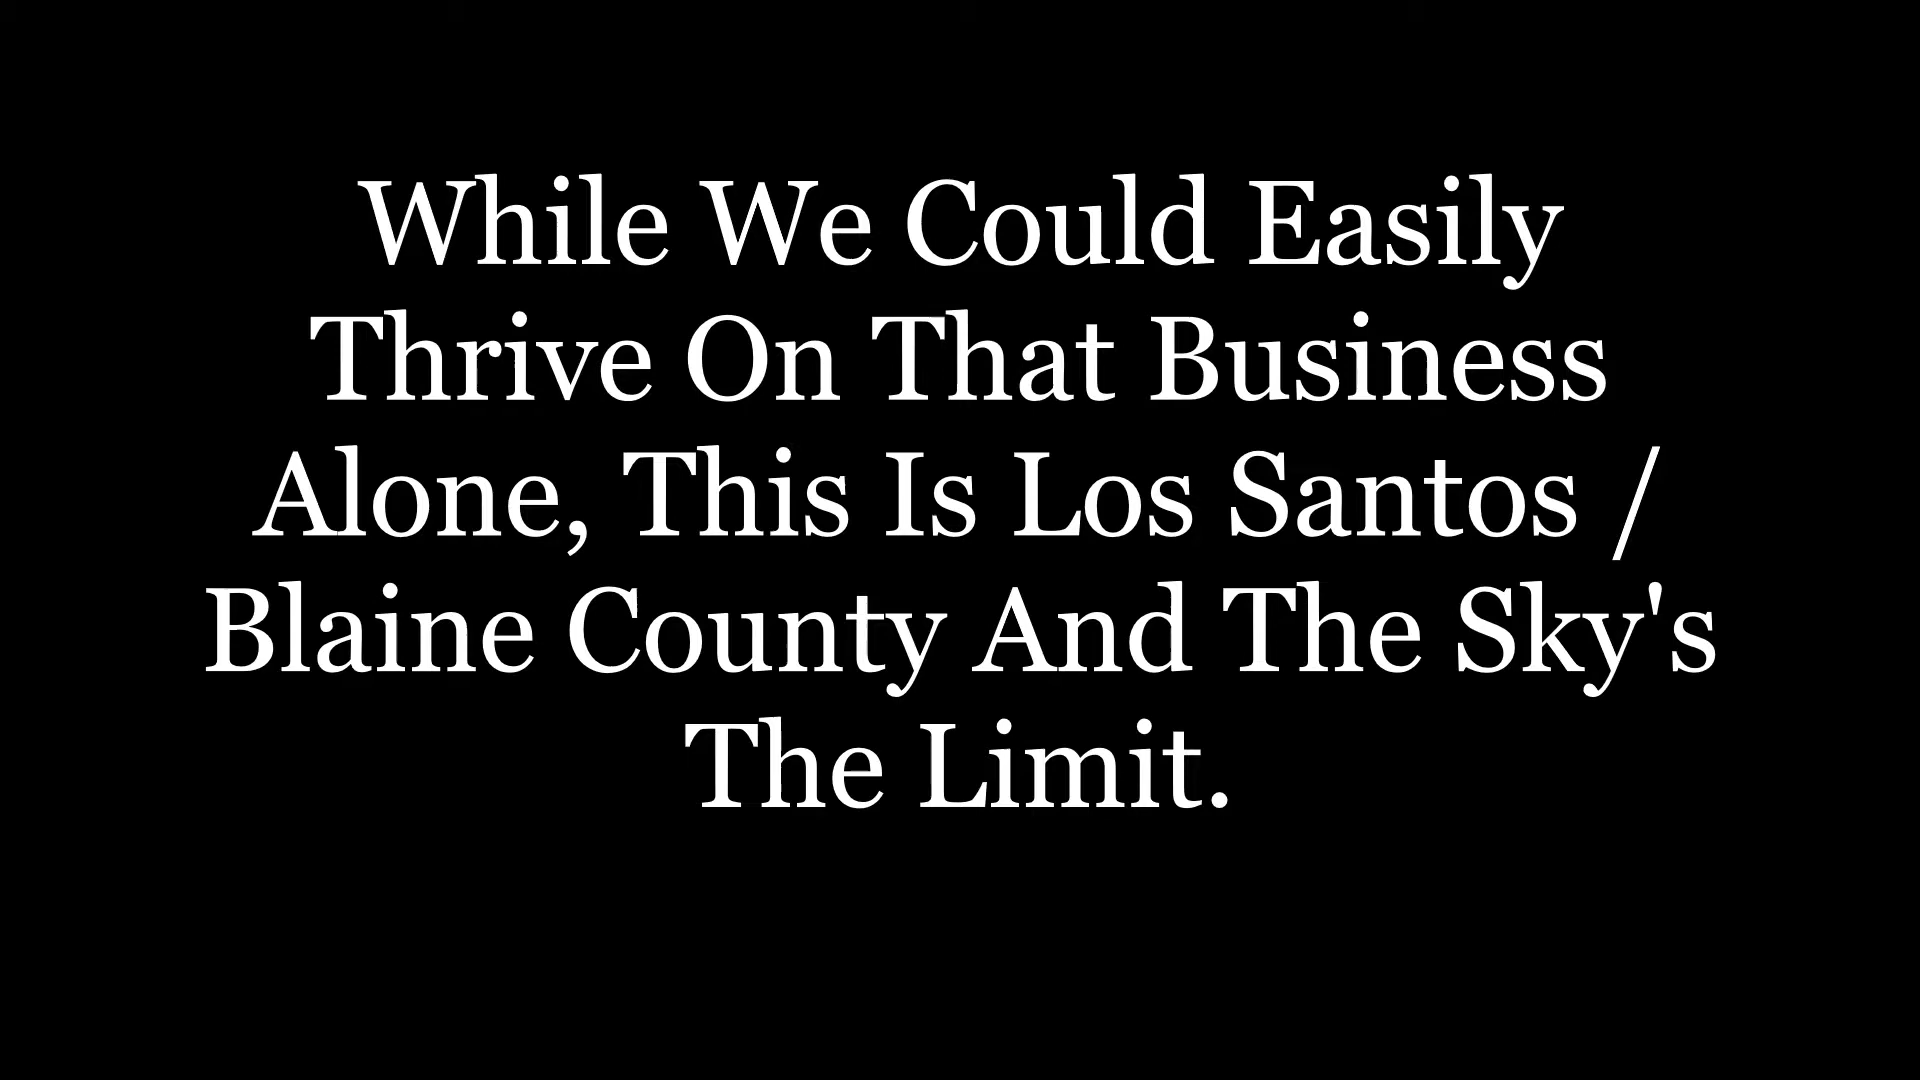 While We Could Easily
Thrive On That Business
Alone, This Is Los Santos /
Blaine County And The Sky's
The Limit.